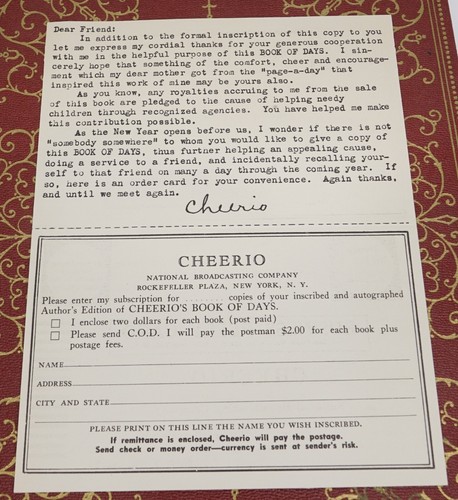 Dear Friend:
In addition to the formal inscription of this copy to you
let me express my cordial thanks for your generous cooperation
with me in the helpful purpose of this BOOK OF DAYS. I sin-
cerely hope that something of the comfort, cheer and encourage-
ment which my dear mother got from the "page-a-day" that
inspired this work of mine may be yours also.
As you know, any royalties accruing to me from the sale
of this book are pledged to the cause of helping needy
children through recognized agencies. You have helped me make
this contribution possible.
As the New Year opens before us, I wonder if there is not
"somebody somewhere" to whom you would like to give a copy of
this BOOK OF DAYS, thus further helping an appealing cause,
doing a service to a friend, and incidentally recalling your-
self to that friend on many a day through the coming year. If
so, here is an order card for your convenience. Again thanks,
and until we meet again.
Cheerio
CHEERIO
NATIONAL BROADCASTING COMPANY
ROCKEFELLER PLAZA, NEW YORK, N. Y.
Please enter my subscription for ........ copies of your inscribed and autographed
Author's Edition of CHEERIO'S BOOK OF DAYS.
☐ I enclose two dollars for each book (post paid)
☐ Please send C.O.D. I will pay the postman $2.00 for each book plus
postage fees.
NAME
ADDRESS
CITY AND STATE
PLEASE PRINT ON THIS LINE THE NAME YOU WISH INSCRIBED.
If remittance is enclosed, Cheerio will pay the postage.
Send check or money order—currency is sent at sender's risk.